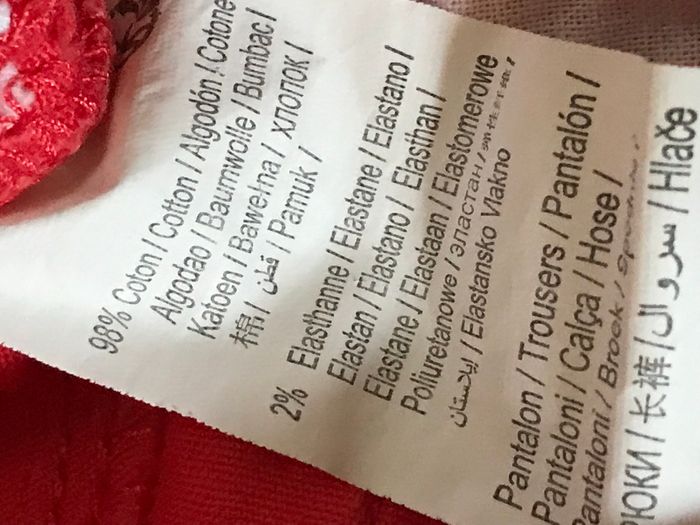 98% Coton / Cotton / Algodón / Cotone
Algodao / Baumwolle / Bumbac /
Katoen / Bawełna / ХЛОПОК /
棉 / قطن / Pamuk /
2% Elasthanne / Elastane / Elastano /
Elastan / Elastano / Elasthan /
Elastane / Elastaan / Elastomerowe
Poliuretanowe / ЭЛАСТАН /
إيلاستان / Elastansko Vlakno
Pantalon / Trousers / Pantalón /
Pantaloni / Calça / Hose /
Pantaloni / Broek /
ЮКИ / 长裤 / سروال / Hlače